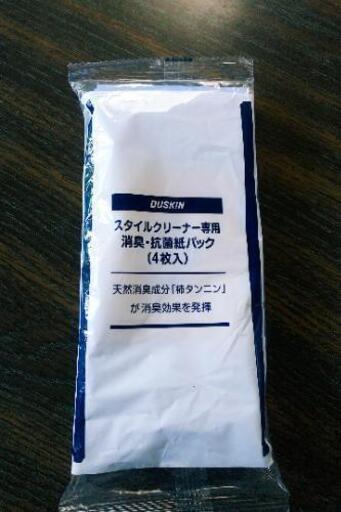 DUSKIN
スタイルクリーナー専用
消臭・抗菌紙パック
(4枚入)
天然消臭成分「柿タンニン」
が消臭効果を発揮